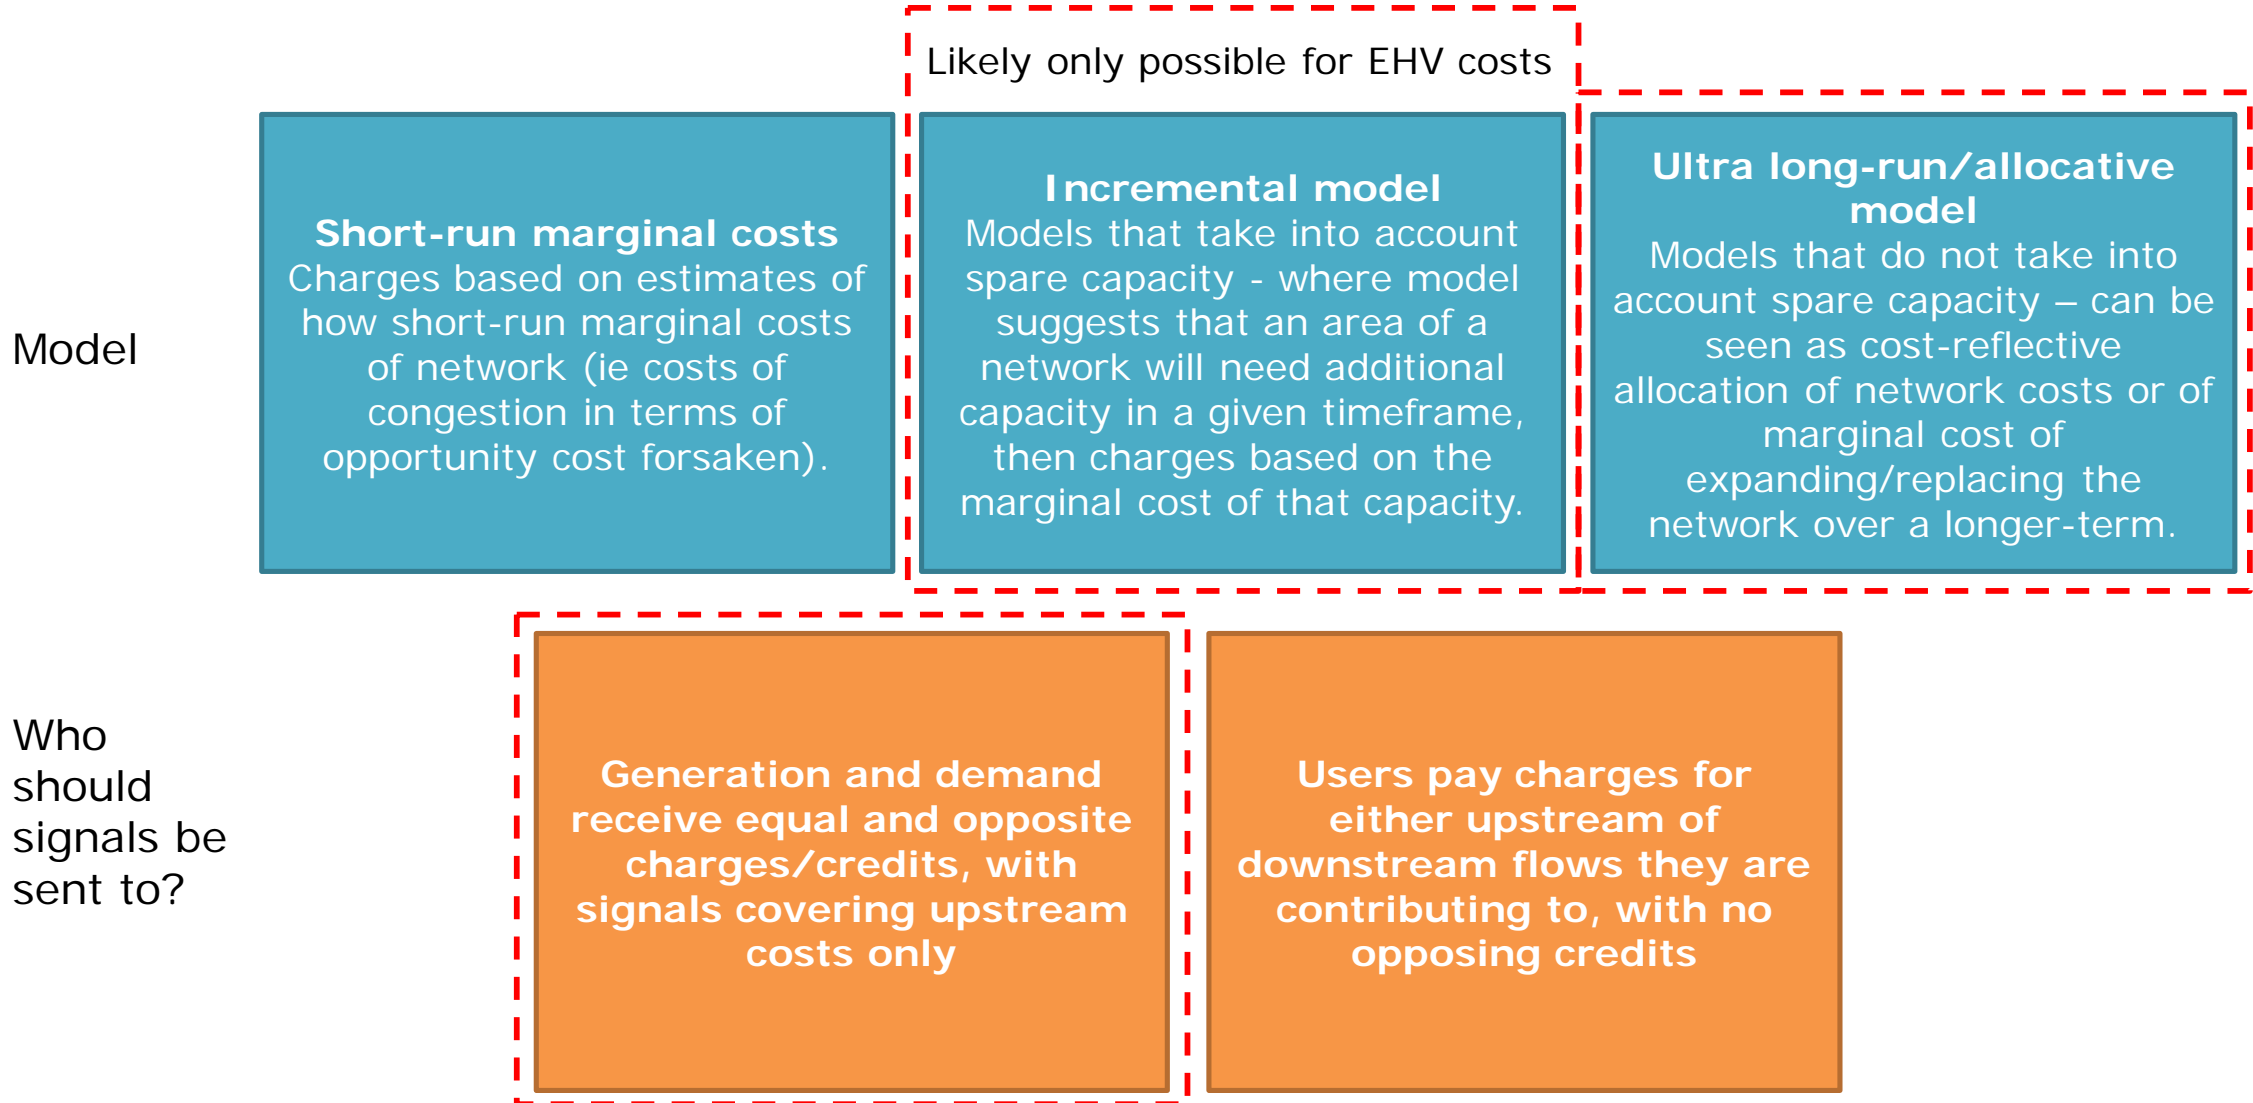 Likely only possible for EHV costs
Model
Short-run marginal costs
Charges based on estimates of
how short-run marginal costs
of network (ie costs of
congestion in terms of
opportunity cost forsaken).
Incremental model
Models that take into account
spare capacity - where model
suggests that an area of a
network will need additional
capacity in a given timeframe,
then charges based on the
marginal cost of that capacity.
Ultra long-run/allocative
model
Models that do not take into
account spare capacity – can be
seen as cost-reflective
allocation of network costs or of
marginal cost of
expanding/replacing the
network over a longer-term.
Who
should
signals be
sent to?
Generation and demand
receive equal and opposite
charges/credits, with
signals covering upstream
costs only
Users pay charges for
either upstream of
downstream flows they are
contributing to, with no
opposing credits